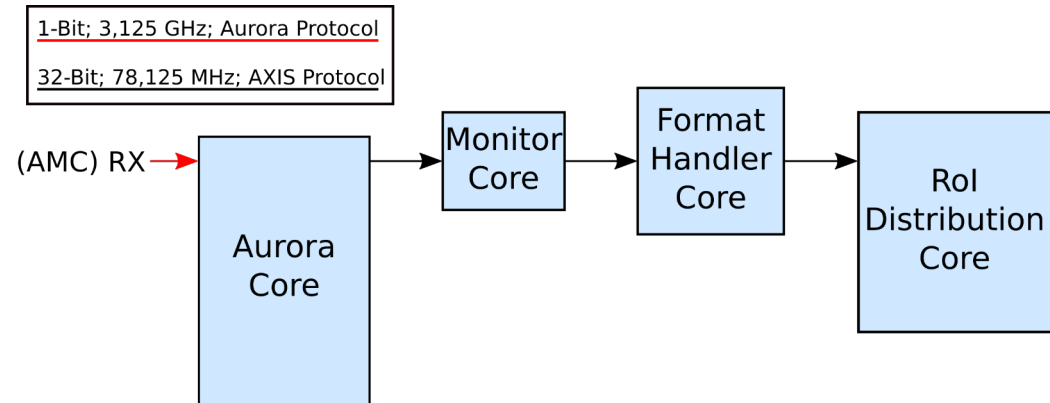 1-Bit; 3,125 GHz; Aurora Protocol
32-Bit; 78,125 MHz; AXIS Protocol
(AMC) RX
Aurora
Core
Monitor
Core
Format
Handler
Core
RoI
Distribution
Core